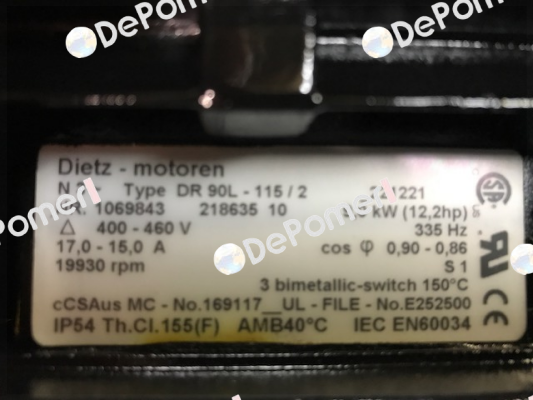 DePomeri
DePomeri
Dietz - motoren
Type DR 90L - 115 / 2
1069843 218635 10 kW (12,2hp)
Δ 400 - 460 V 335 Hz
17,0 - 15,0 A cos φ 0,90 - 0,86
19930 rpm S 1
3 bimetallic-switch 150°C
cCSAus MC - No.169117__UL - FILE - No.E252500
IP54 Th.Cl.155(F) AMB40°C IEC EN60034
DePomeri
DePomeri